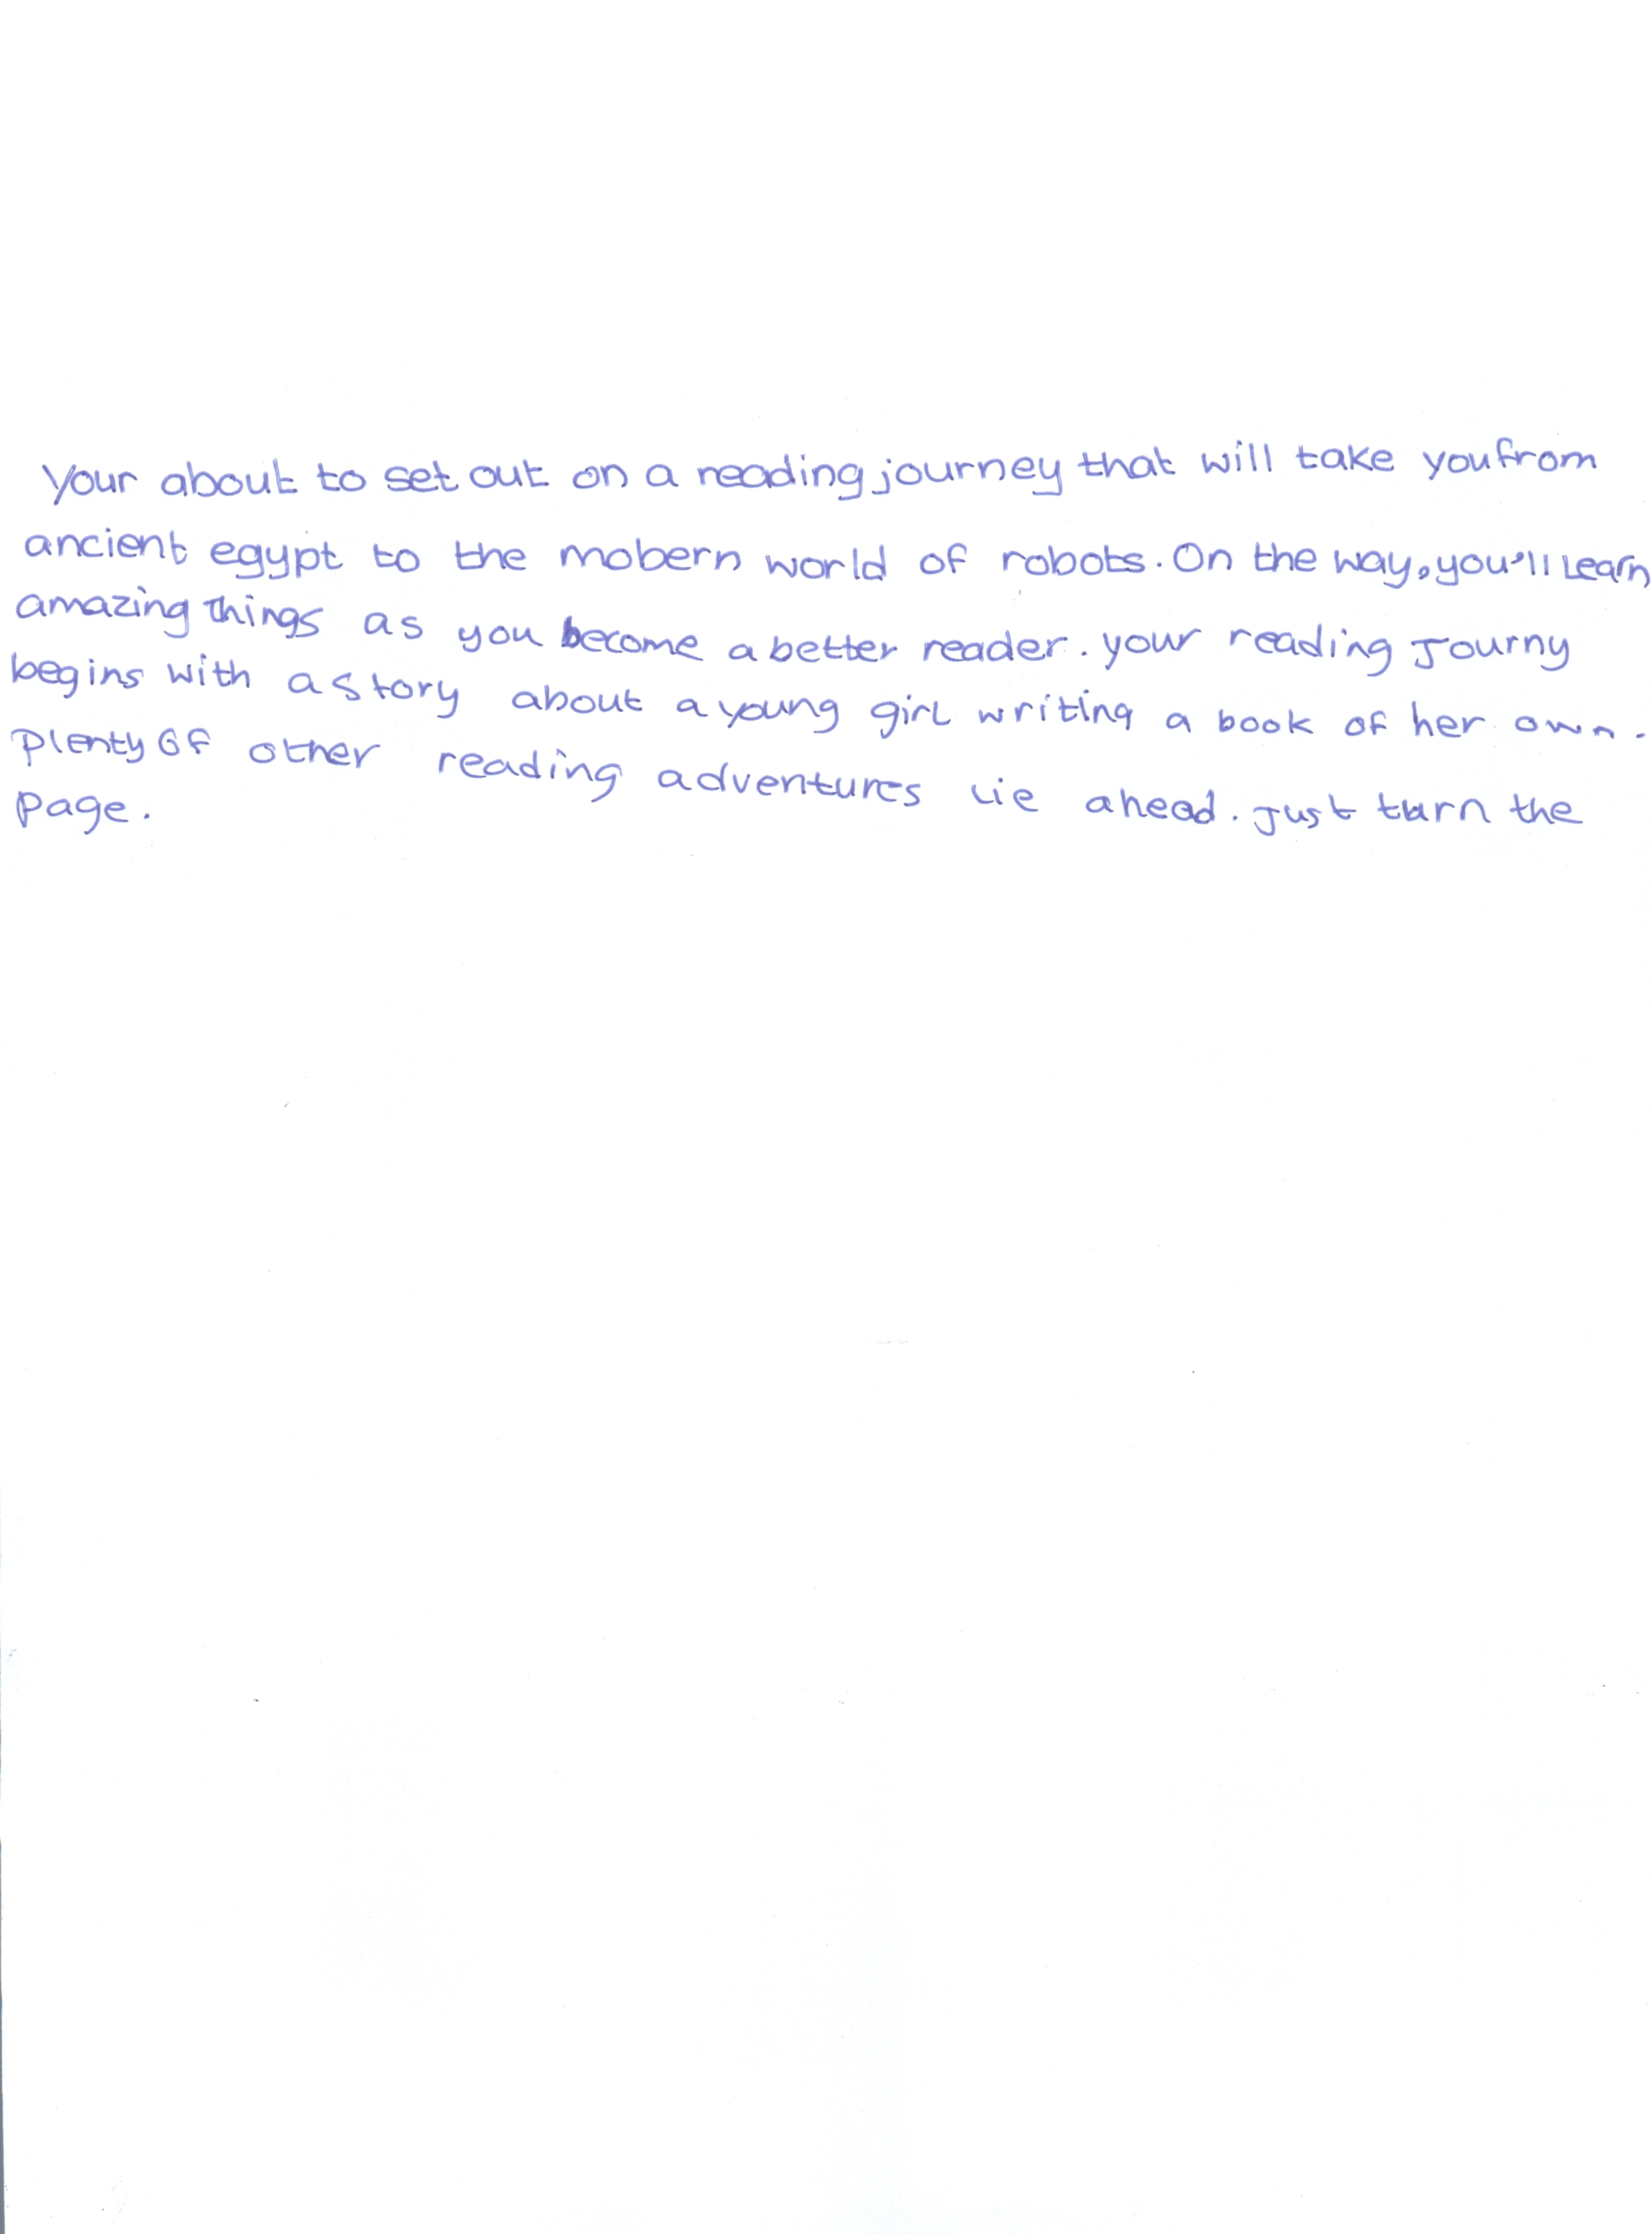 Your about to set out on a reading journey that will take you from
ancient egypt to the mobern world of robots. On the way, you'll Learn
amazing things as you become a better reader. your reading Journy
begins with a story about a young girl writing a book of her own.
Plenty of other reading adventures lie ahead. Just turn the
page.